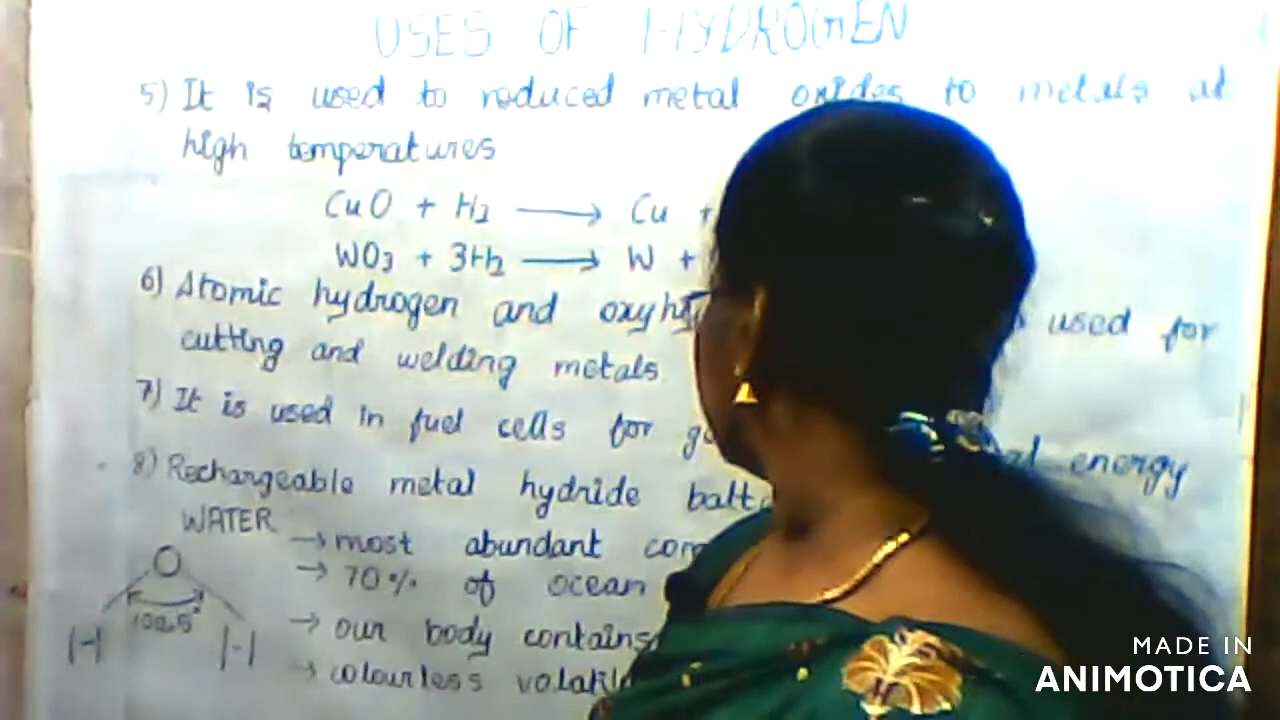 USES OF HYDROGEN
5) It is used to reduced metal oxides to metals at
high temperatures
CuO + H₂ ⟶ Cu +
WO₃ + 3H₂ ⟶ W +
6) Atomic hydrogen and used for
cutting and welding metals
7) It is used in fuel cells for energy
8) Rechargeable metal hydride
WATER
→ most abundant
→ 70% of ocean
O
H H
→ our body contains
→ colourless
MADE IN
ANIMOTICA